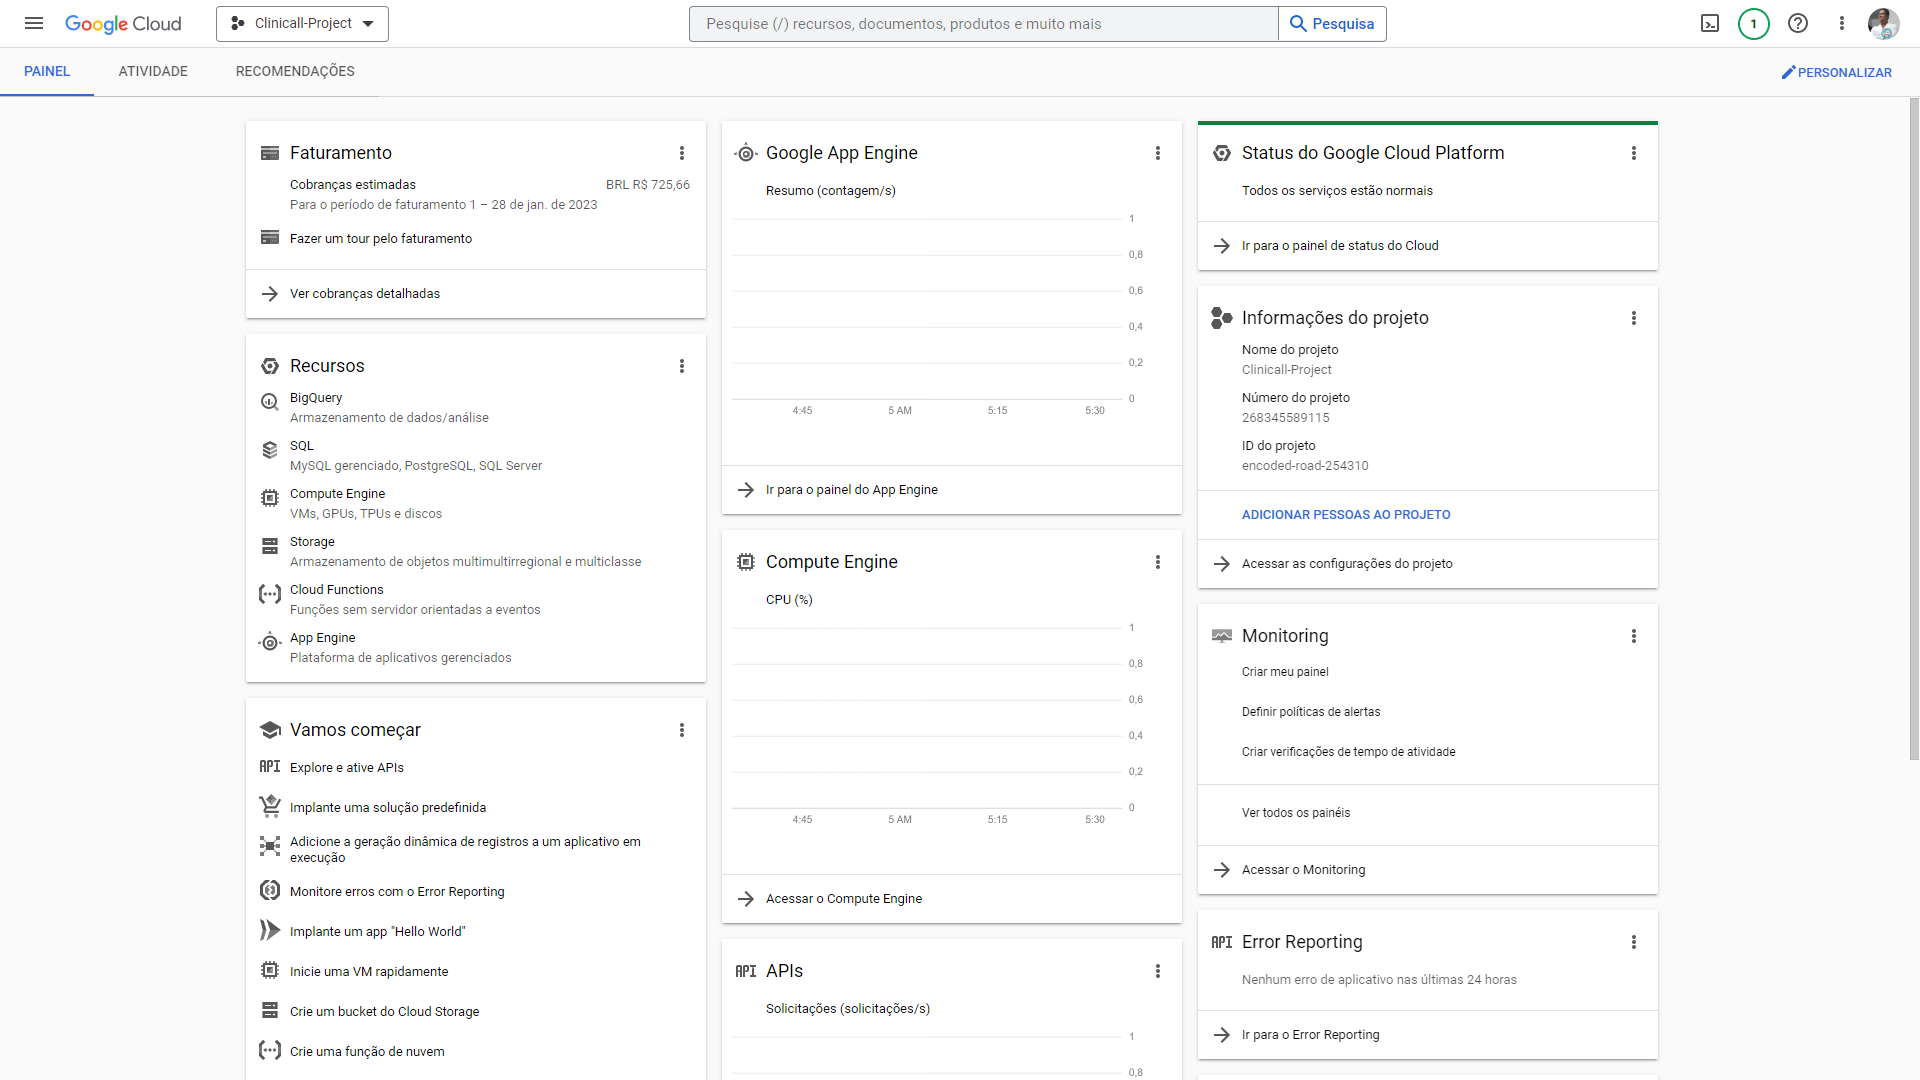 Google Cloud
Clinicall-Project
Pesquise (/) recursos, documentos, produtos e muito mais
Pesquisa
1
PAINEL
ATIVIDADE
RECOMENDAÇÕES
PERSONALIZAR
Faturamento
Cobranças estimadas
BRL R$ 725,66
Para o período de faturamento 1 – 28 de jan. de 2023
Fazer um tour pelo faturamento
Ver cobranças detalhadas
Recursos
BigQuery
Armazenamento de dados/análise
SQL
MySQL gerenciado, PostgreSQL, SQL Server
Compute Engine
VMs, GPUs, TPUs e discos
Storage
Armazenamento de objetos multimultirregional e multiclasse
Cloud Functions
Funções sem servidor orientadas a eventos
App Engine
Plataforma de aplicativos gerenciados
Vamos começar
API Explore e ative APIs
Implante uma solução predefinida
Adicione a geração dinâmica de registros a um aplicativo em
execução
Monitore erros com o Error Reporting
Implante um app "Hello World"
Inicie uma VM rapidamente
Crie um bucket do Cloud Storage
Crie uma função de nuvem
Google App Engine
Resumo (contagem/s)
1
0,8
0,6
0,4
0,2
0
4:45 5 AM 5:15 5:30
Ir para o painel do App Engine
Compute Engine
CPU (%)
1
0,8
0,6
0,4
0,2
0
4:45 5 AM 5:15 5:30
Acessar o Compute Engine
API APIs
Solicitações (solicitações/s)
1
0,8
Status do Google Cloud Platform
Todos os serviços estão normais
Ir para o painel de status do Cloud
Informações do projeto
Nome do projeto
Clinicall-Project
Número do projeto
268345589115
ID do projeto
encoded-road-254310
ADICIONAR PESSOAS AO PROJETO
Acessar as configurações do projeto
Monitoring
Criar meu painel
Definir políticas de alertas
Criar verificações de tempo de atividade
Ver todos os painéis
Acessar o Monitoring
API Error Reporting
Nenhum erro de aplicativo nas últimas 24 horas
Ir para o Error Reporting